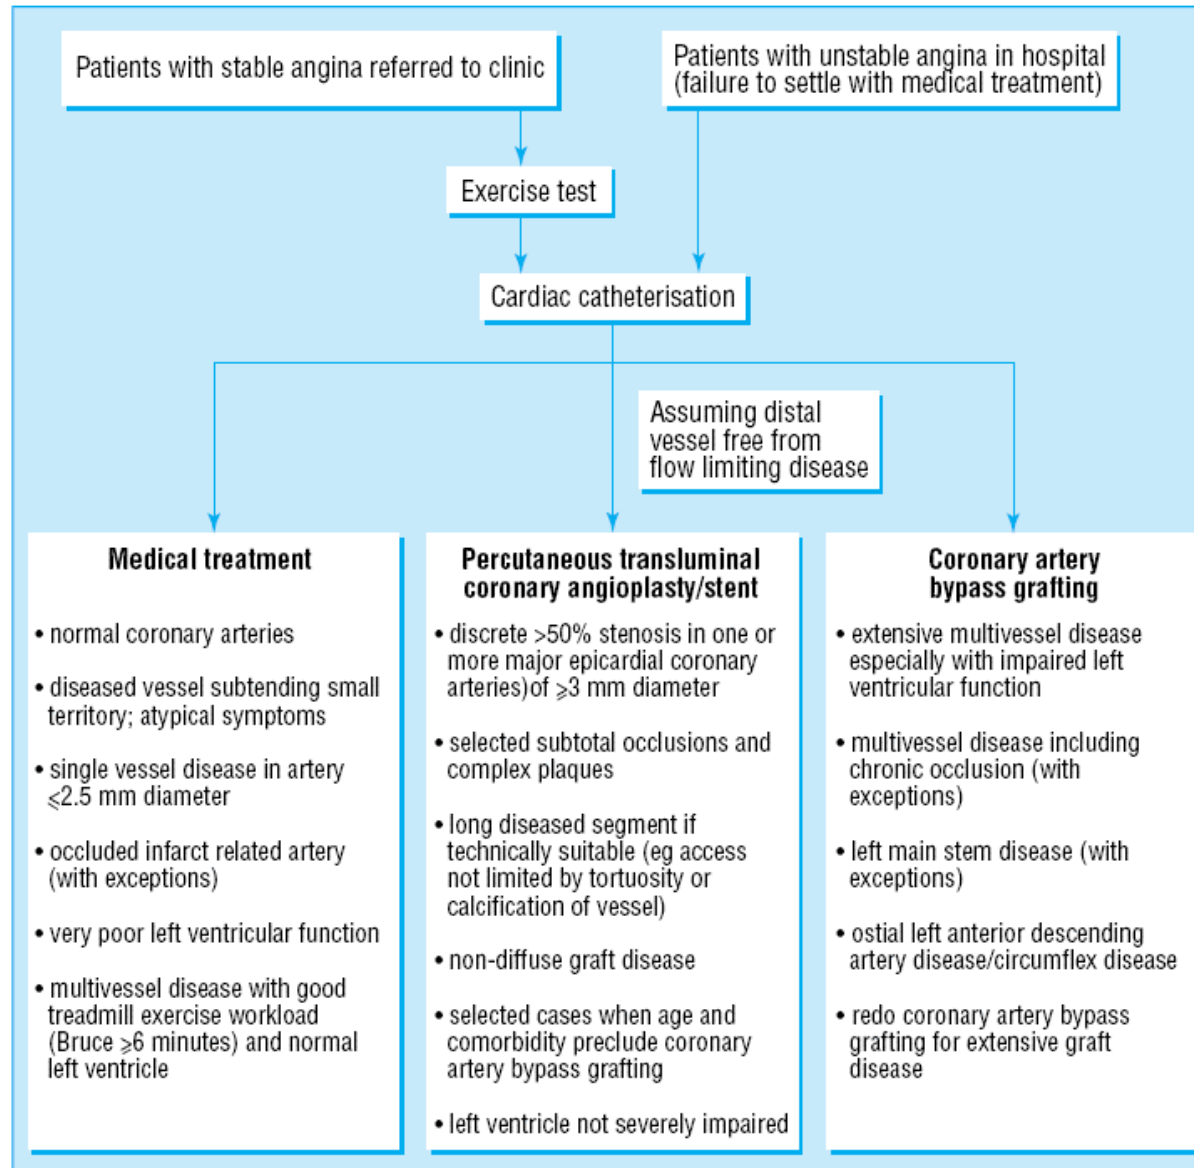 Patients with stable angina referred to clinic
Patients with unstable angina in hospital
(failure to settle with medical treatment)
Exercise test
Cardiac catheterisation
Assuming distal
vessel free from
flow limiting disease
Medical treatment
• normal coronary arteries
• diseased vessel subtending small
territory; atypical symptoms
• single vessel disease in artery
⩽2.5 mm diameter
• occluded infarct related artery
(with exceptions)
• very poor left ventricular function
• multivessel disease with good
treadmill exercise workload
(Bruce ⩾6 minutes) and normal
left ventricle
Percutaneous transluminal
coronary angioplasty/stent
• discrete >50% stenosis in one or
more major epicardial coronary
arteries)of ⩾3 mm diameter
• selected subtotal occlusions and
complex plaques
• long diseased segment if
technically suitable (eg access
not limited by tortuosity or
calcification of vessel)
• non-diffuse graft disease
• selected cases when age and
comorbidity preclude coronary
artery bypass grafting
• left ventricle not severely impaired
Coronary artery
bypass grafting
• extensive multivessel disease
especially with impaired left
ventricular function
• multivessel disease including
chronic occlusion (with
exceptions)
• left main stem disease (with
exceptions)
• ostial left anterior descending
artery disease/circumflex disease
• redo coronary artery bypass
grafting for extensive graft
disease